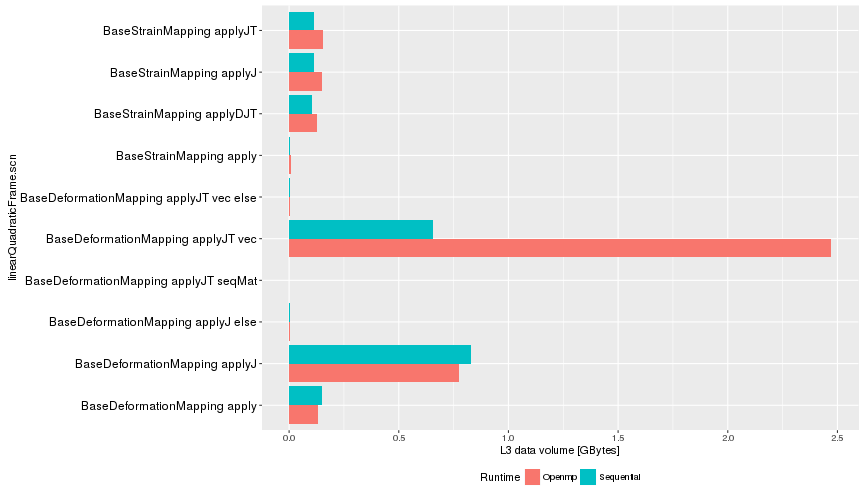 linearQuadraticFrame.scn
BaseStrainMapping applyJT
BaseStrainMapping applyJ
BaseStrainMapping applyDJT
BaseStrainMapping apply
BaseDeformationMapping applyJT vec else
BaseDeformationMapping applyJT vec
BaseDeformationMapping applyJT seqMat
BaseDeformationMapping applyJ else
BaseDeformationMapping applyJ
BaseDeformationMapping apply
0.0 0.5 1.0 1.5 2.0 2.5
L3 data volume [GBytes]
Runtime Openmp Sequential